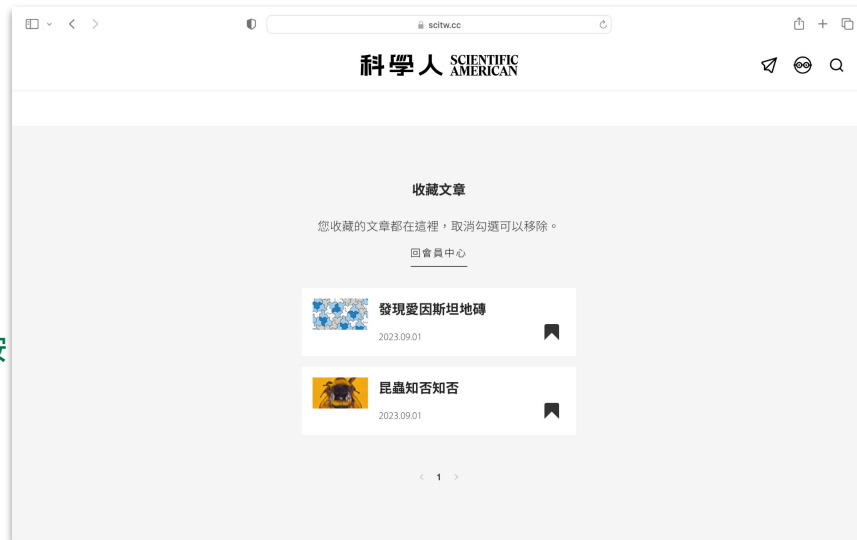 scitw.cc
科學人 SCIENTIFIC AMERICAN
收藏文章
您收藏的文章都在這裡，取消勾選可以移除。
回會員中心
發現愛因斯坦地磚
2023.09.01
昆蟲知否知否
2023.09.01
< 1 >